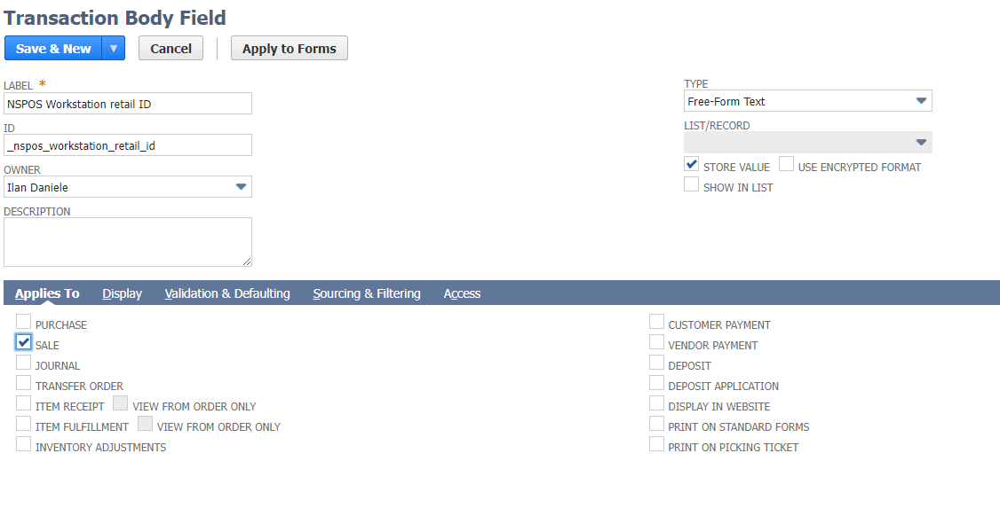 Transaction Body Field
Save & New
Cancel
Apply to Forms
LABEL *
NSPOS Workstation retail ID
ID
_nspos_workstation_retail_id
OWNER
Ilan Daniele
DESCRIPTION
TYPE
Free-Form Text
LIST/RECORD
STORE VALUE USE ENCRYPTED FORMAT
SHOW IN LIST
Applies To Display Validation & Defaulting Sourcing & Filtering Access
PURCHASE
SALE
JOURNAL
TRANSFER ORDER
ITEM RECEIPT VIEW FROM ORDER ONLY
ITEM FULFILLMENT VIEW FROM ORDER ONLY
INVENTORY ADJUSTMENTS
CUSTOMER PAYMENT
VENDOR PAYMENT
DEPOSIT
DEPOSIT APPLICATION
DISPLAY IN WEBSITE
PRINT ON STANDARD FORMS
PRINT ON PICKING TICKET